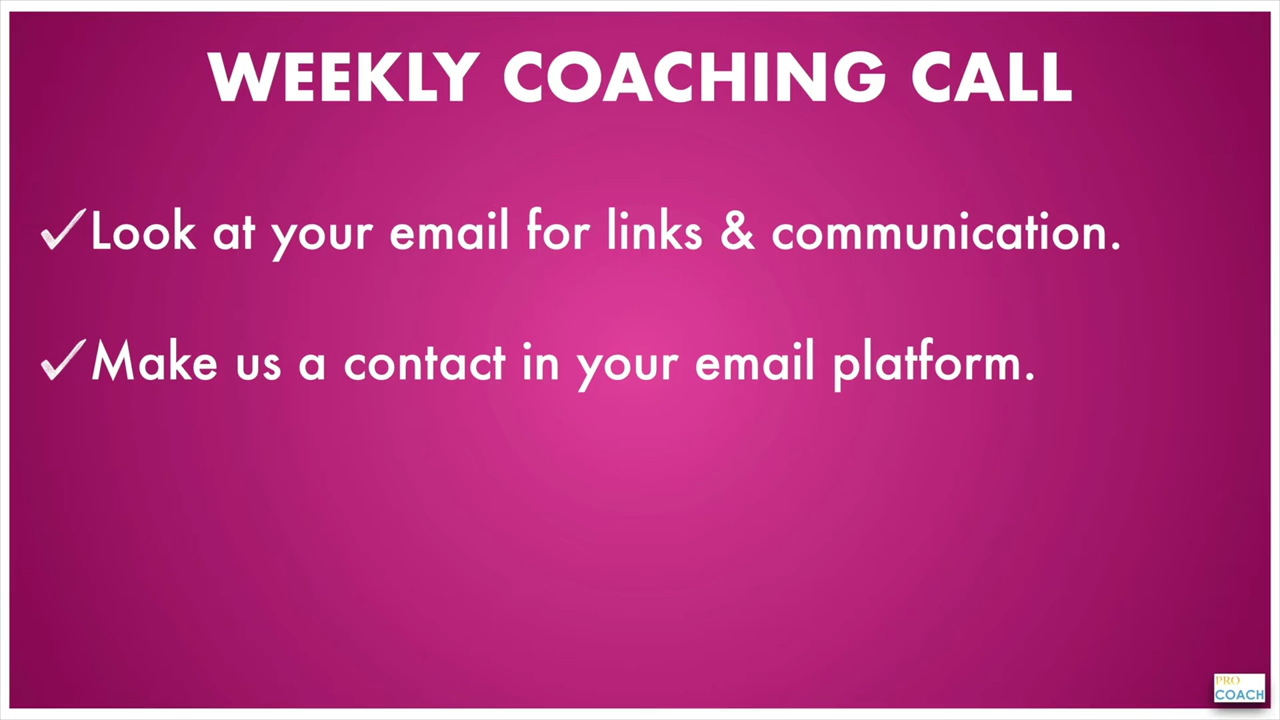 WEEKLY COACHING CALL
Look at your email for links & communication.
Make us a contact in your email platform.
PRO
COACH